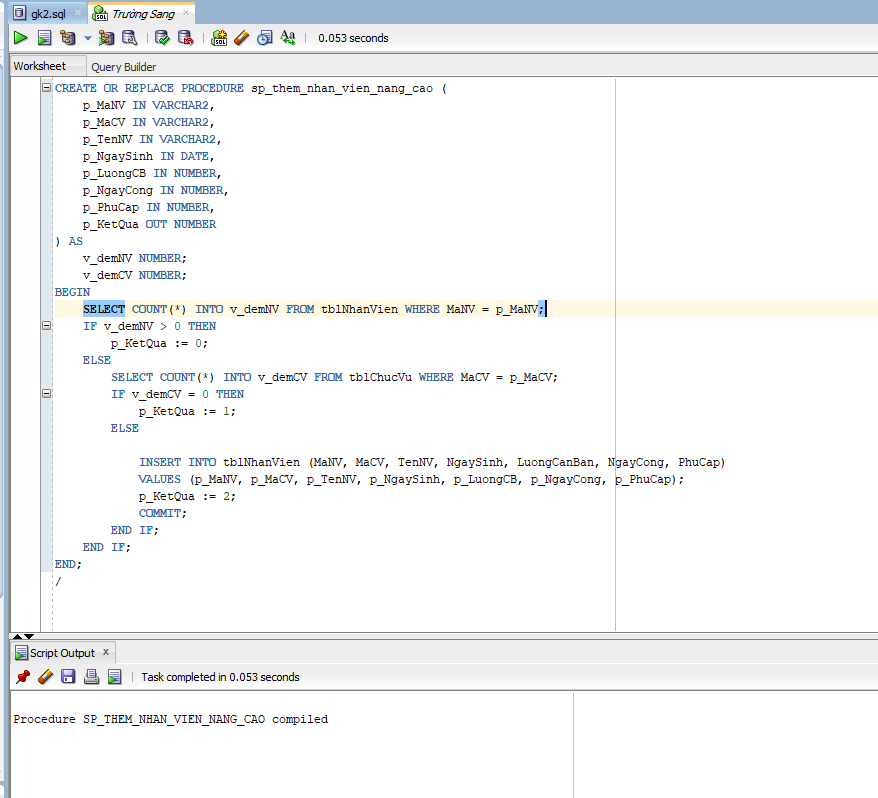 gk2.sql
Trường Sang
0.053 seconds
Worksheet
Query Builder
CREATE OR REPLACE PROCEDURE sp_them_nhan_vien_nang_cao (
    p_MaNV IN VARCHAR2,
    p_MaCV IN VARCHAR2,
    p_TenNV IN VARCHAR2,
    p_NgaySinh IN DATE,
    p_LuongCB IN NUMBER,
    p_NgayCong IN NUMBER,
    p_PhuCap IN NUMBER,
    p_KetQua OUT NUMBER
) AS
    v_demNV NUMBER;
    v_demCV NUMBER;
BEGIN
    SELECT COUNT(*) INTO v_demNV FROM tblNhanVien WHERE MaNV = p_MaNV;
    IF v_demNV > 0 THEN
        p_KetQua := 0;
    ELSE
        SELECT COUNT(*) INTO v_demCV FROM tblChucVu WHERE MaCV = p_MaCV;
        IF v_demCV = 0 THEN
            p_KetQua := 1;
        ELSE
            INSERT INTO tblNhanVien (MaNV, MaCV, TenNV, NgaySinh, LuongCanBan, NgayCong, PhuCap)
            VALUES (p_MaNV, p_MaCV, p_TenNV, p_NgaySinh, p_LuongCB, p_NgayCong, p_PhuCap);
            p_KetQua := 2;
            COMMIT;
        END IF;
    END IF;
END;
/
Script Output
Task completed in 0.053 seconds
Procedure SP_THEM_NHAN_VIEN_NANG_CAO compiled